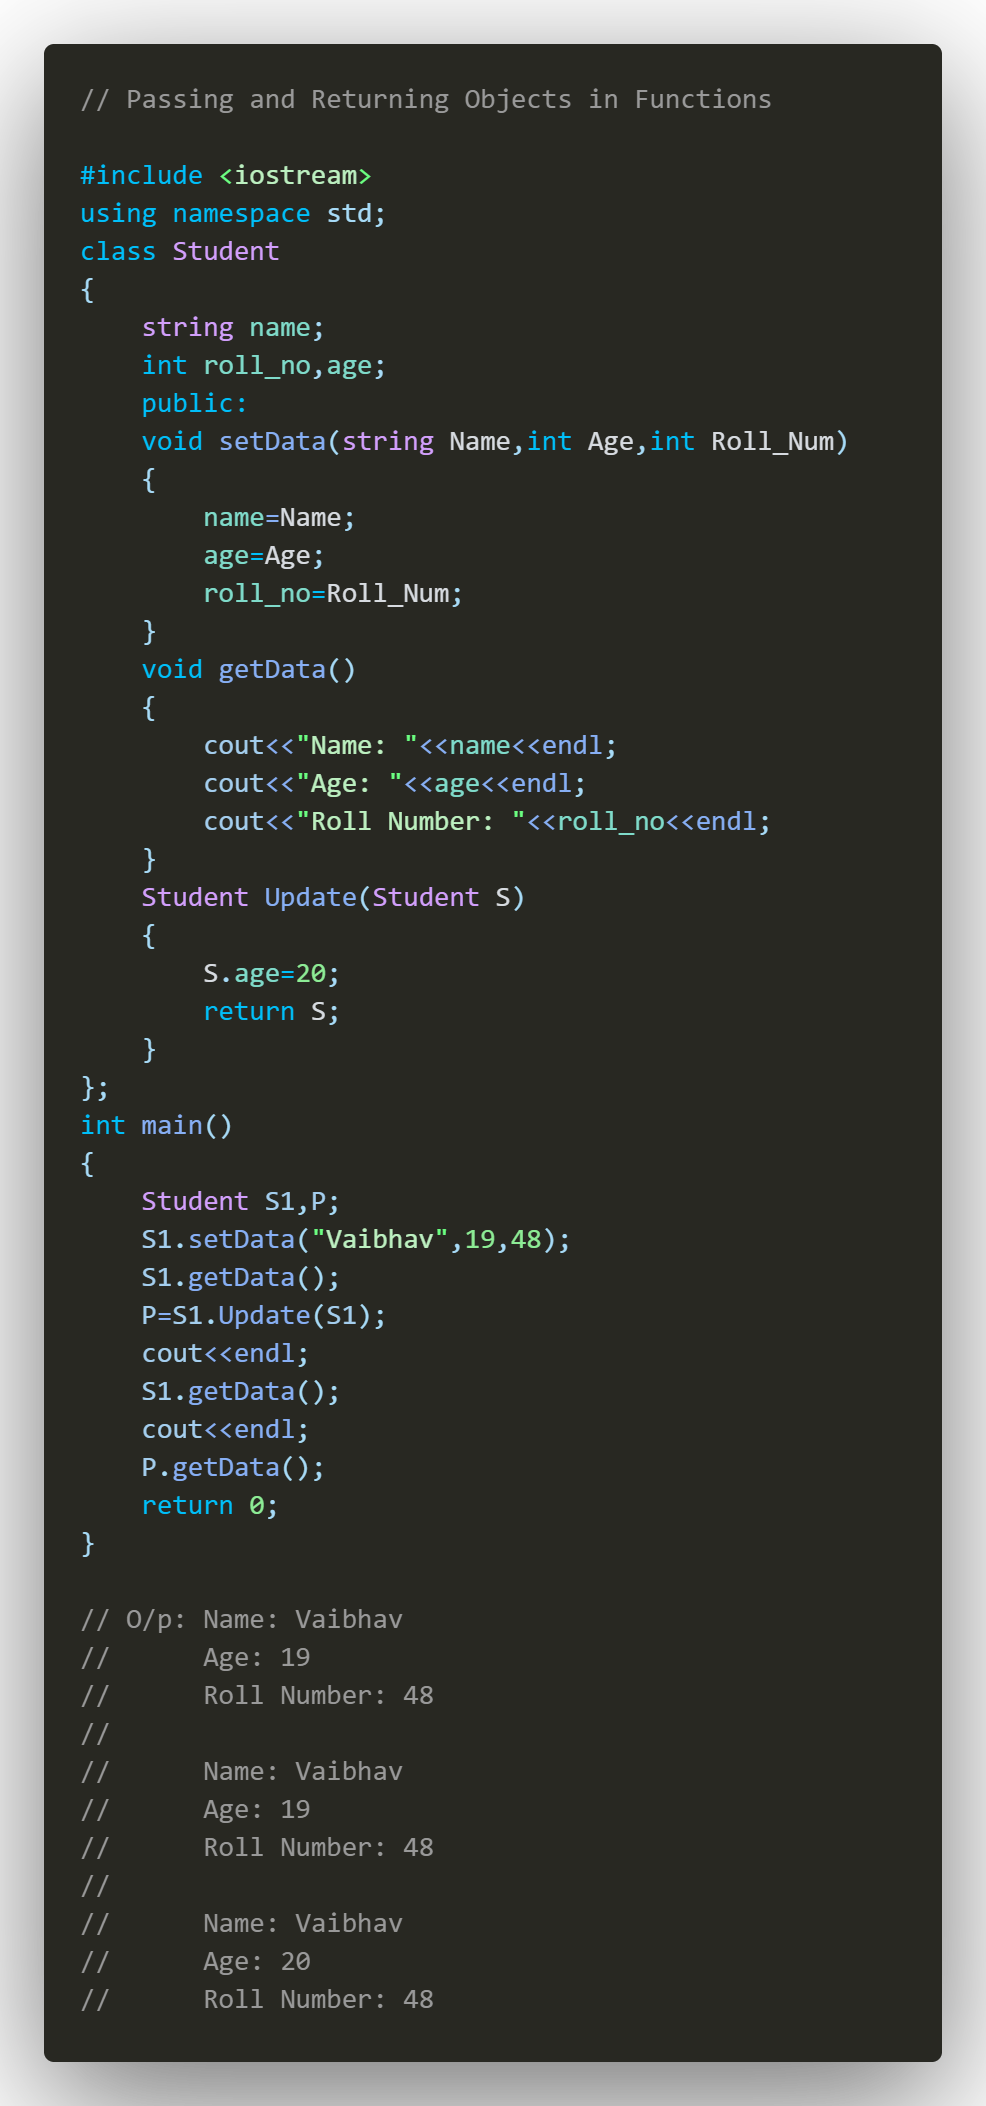 // Passing and Returning Objects in Functions

#include <iostream>
using namespace std;
class Student
{
    string name;
    int roll_no,age;
    public:
    void setData(string Name,int Age,int Roll_Num)
    {
        name=Name;
        age=Age;
        roll_no=Roll_Num;
    }
    void getData()
    {
        cout<<"Name: "<<name<<endl;
        cout<<"Age: "<<age<<endl;
        cout<<"Roll Number: "<<roll_no<<endl;
    }
    Student Update(Student S)
    {
        S.age=20;
        return S;
    }
};
int main()
{
    Student S1,P;
    S1.setData("Vaibhav",19,48);
    S1.getData();
    P=S1.Update(S1);
    cout<<endl;
    S1.getData();
    cout<<endl;
    P.getData();
    return 0;
}

// O/p: Name: Vaibhav
//      Age: 19
//      Roll Number: 48
//
//      Name: Vaibhav
//      Age: 19
//      Roll Number: 48
//
//      Name: Vaibhav
//      Age: 20
//      Roll Number: 48